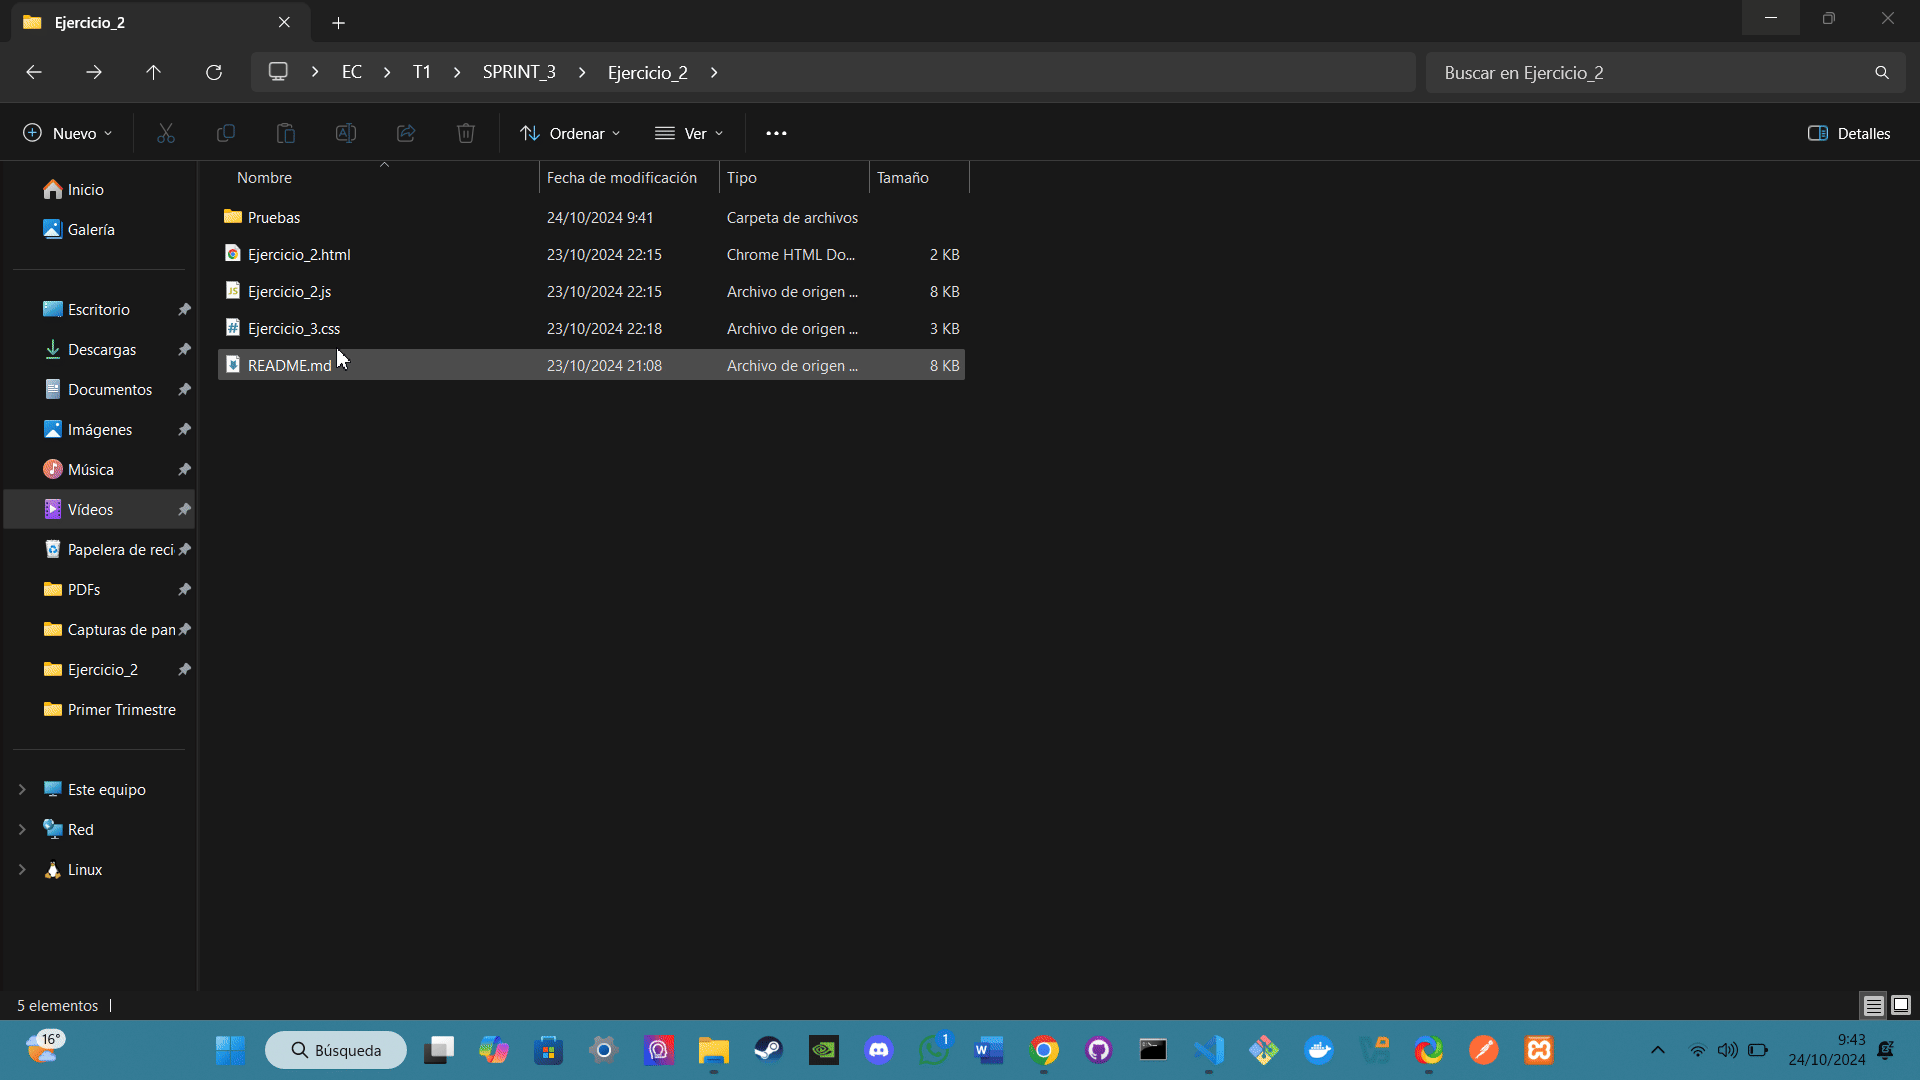 Ejercicio_2
EC
T1
SPRINT_3
Ejercicio_2
Buscar en Ejercicio_2
Nuevo
Ordenar
Ver
Detalles
Nombre
Fecha de modificación
Tipo
Tamaño
Pruebas
24/10/2024 9:41
Carpeta de archivos
Ejercicio_2.html
23/10/2024 22:15
Chrome HTML Do...
2 KB
Ejercicio_2.js
23/10/2024 22:15
Archivo de origen ...
8 KB
Ejercicio_3.css
23/10/2024 22:18
Archivo de origen ...
3 KB
README.md
23/10/2024 21:08
Archivo de origen ...
8 KB
Inicio
Galería
Escritorio
Descargas
Documentos
Imágenes
Música
Vídeos
Papelera de reci
PDFs
Capturas de pan
Ejercicio_2
Primer Trimestre
Este equipo
Red
Linux
5 elementos
16°
Búsqueda
1
9:43
24/10/2024